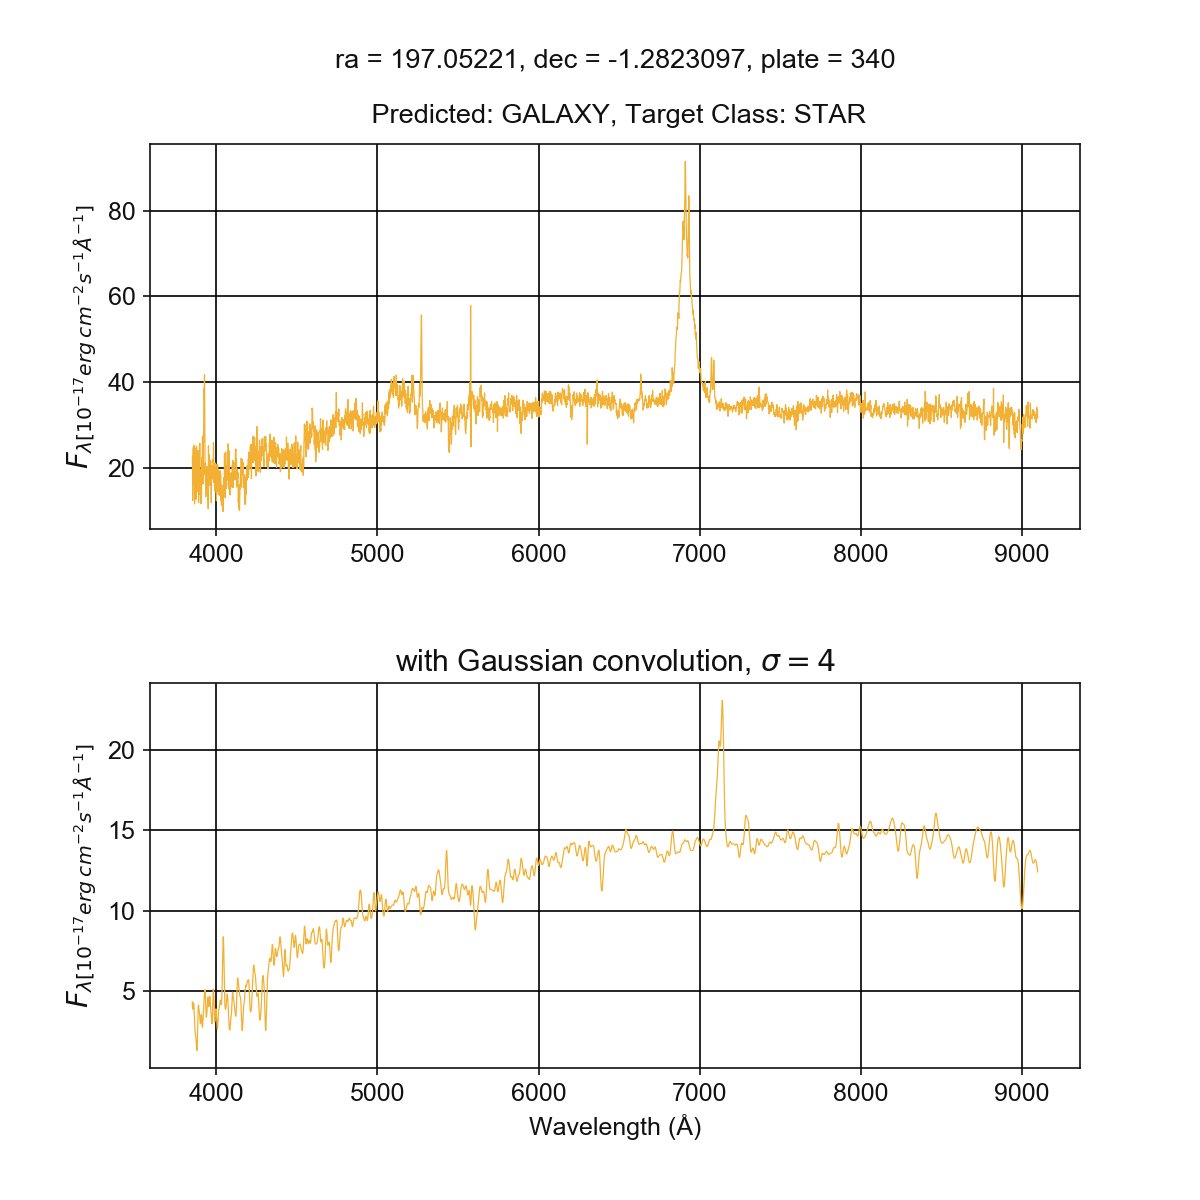 ra = 197.05221, dec = -1.2823097, plate = 340
Predicted: GALAXY, Target Class: STAR
F_λ[10⁻¹⁷erg cm⁻²s⁻¹Å⁻¹]
80
60
40
20
4000 5000 6000 7000 8000 9000
with Gaussian convolution, σ = 4
F_λ[10⁻¹⁷erg cm⁻²s⁻¹Å⁻¹]
20
15
10
5
4000 5000 6000 7000 8000 9000
Wavelength (Å)